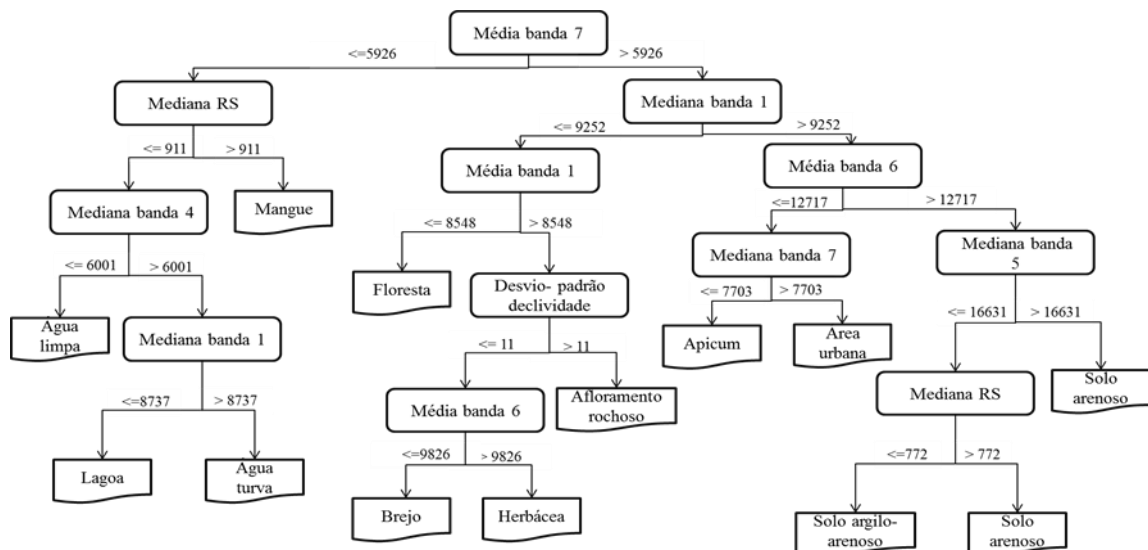 Média banda 7
<=5926
> 5926
Mediana RS
Mediana banda 1
<= 911
> 911
<= 9252
> 9252
Mediana banda 4
Mangue
Média banda 1
Média banda 6
<= 6001
> 6001
<= 8548
> 8548
<=12717
> 12717
Agua
limpa
Mediana banda 1
Floresta
Desvio- padrão
declividade
Mediana banda 7
Mediana banda
5
<= 7703
> 7703
<= 16631
> 16631
Apicum
Area
urbana
Mediana RS
Solo
arenoso
<=8737
> 8737
<= 11
> 11
Média banda 6
Afloramento
rochoso
Lagoa
Agua
turva
<=9826
> 9826
<=772
> 772
Brejo
Herbácea
Solo argilo-
arenoso
Solo
arenoso